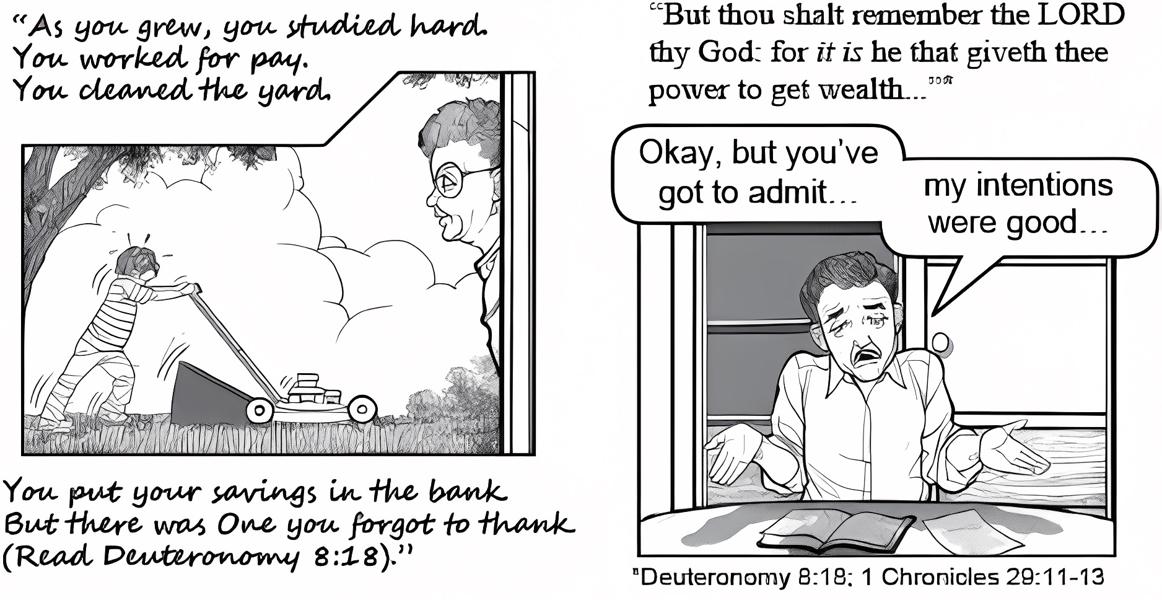 “As you grew, you studied hard.
You worked for pay.
You cleaned the yard.
You put your savings in the bank
But there was One you forgot to thank
(Read Deuteronomy 8:18).”
“But thou shalt remember the LORD
thy God: for it is he that giveth thee
power to get wealth...”
Okay, but you’ve
got to admit...
my intentions
were good...
"Deuteronomy 8:18; 1 Chronicles 29:11-13